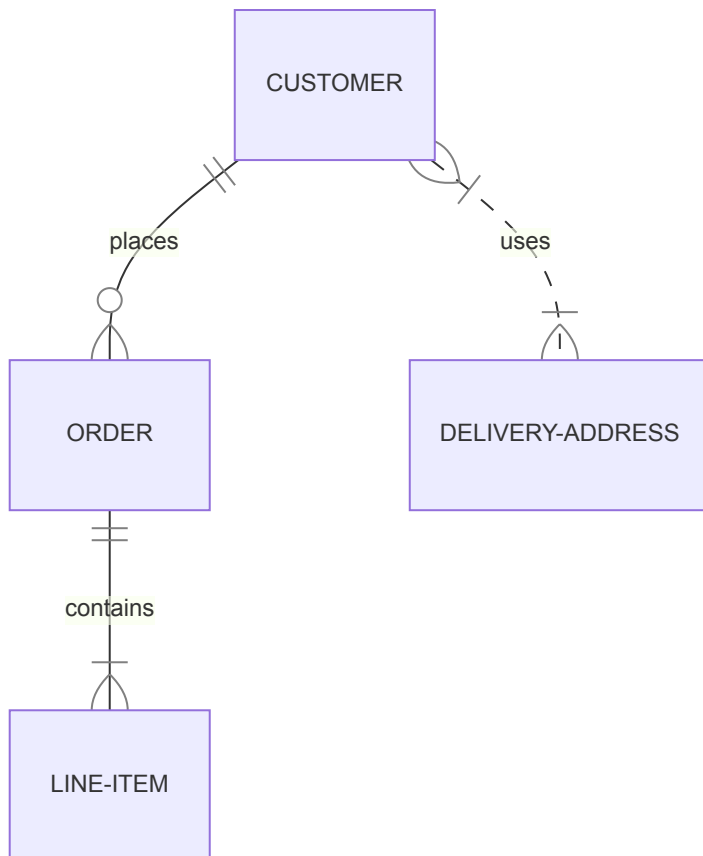 CUSTOMER
places
uses
ORDER
DELIVERY-ADDRESS
contains
LINE-ITEM